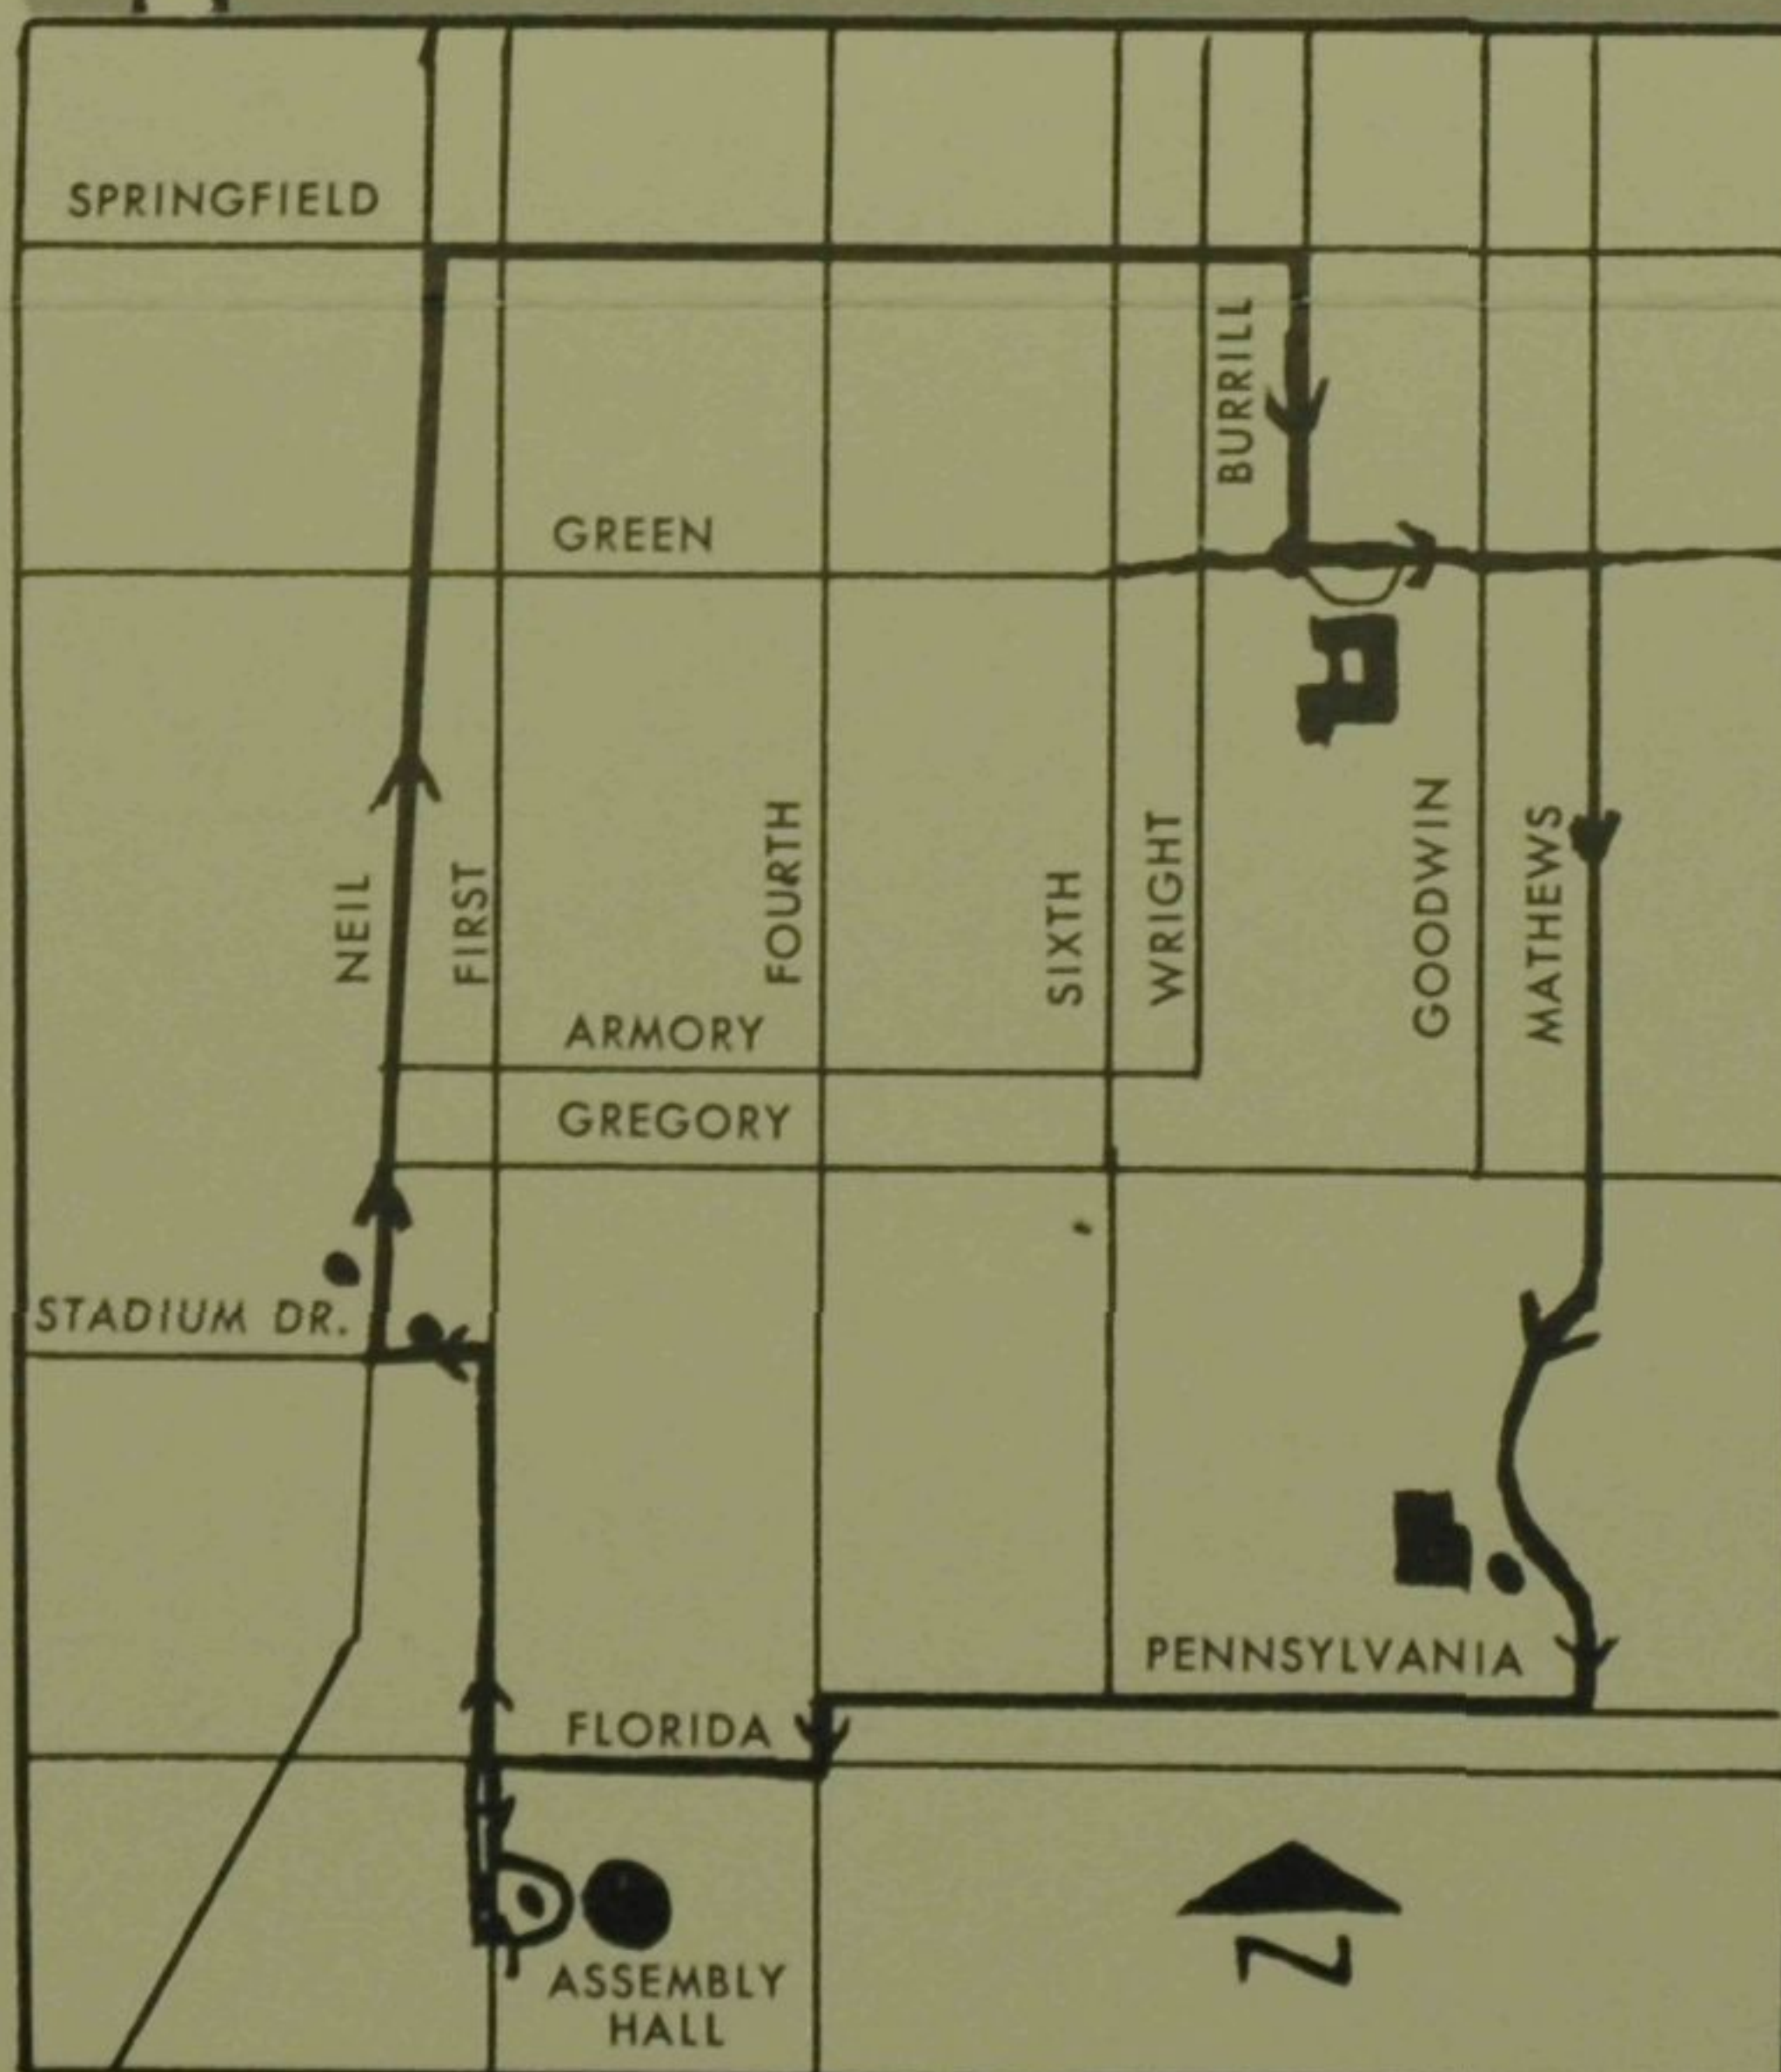 SPRINGFIELD
BURRILL
GREEN
NEIL
FIRST
FOURTH
SIXTH
WRIGHT
GOODWIN
MATHEWS
ARMORY
GREGORY
STADIUM DR.
PENNSYLVANIA
FLORIDA
ASSEMBLY
HALL
N